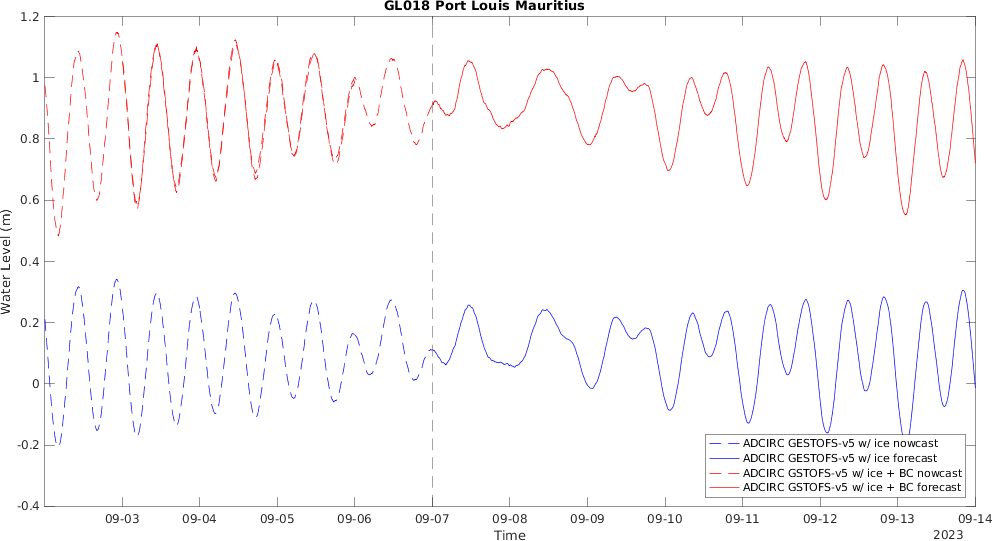 GL018 Port Louis Mauritius
1.2
1
0.8
0.6
0.4
0.2
0
-0.2
-0.4
Water Level (m)
ADCIRC GESTOFS-v5 w/ ice nowcast
ADCIRC GESTOFS-v5 w/ ice forecast
ADCIRC GSTOFS-v5 w/ ice + BC nowcast
ADCIRC GSTOFS-v5 w/ ice + BC forecast
09-03 09-04 09-05 09-06 09-07 09-08 09-09 09-10 09-11 09-12 09-13 09-14
Time
2023